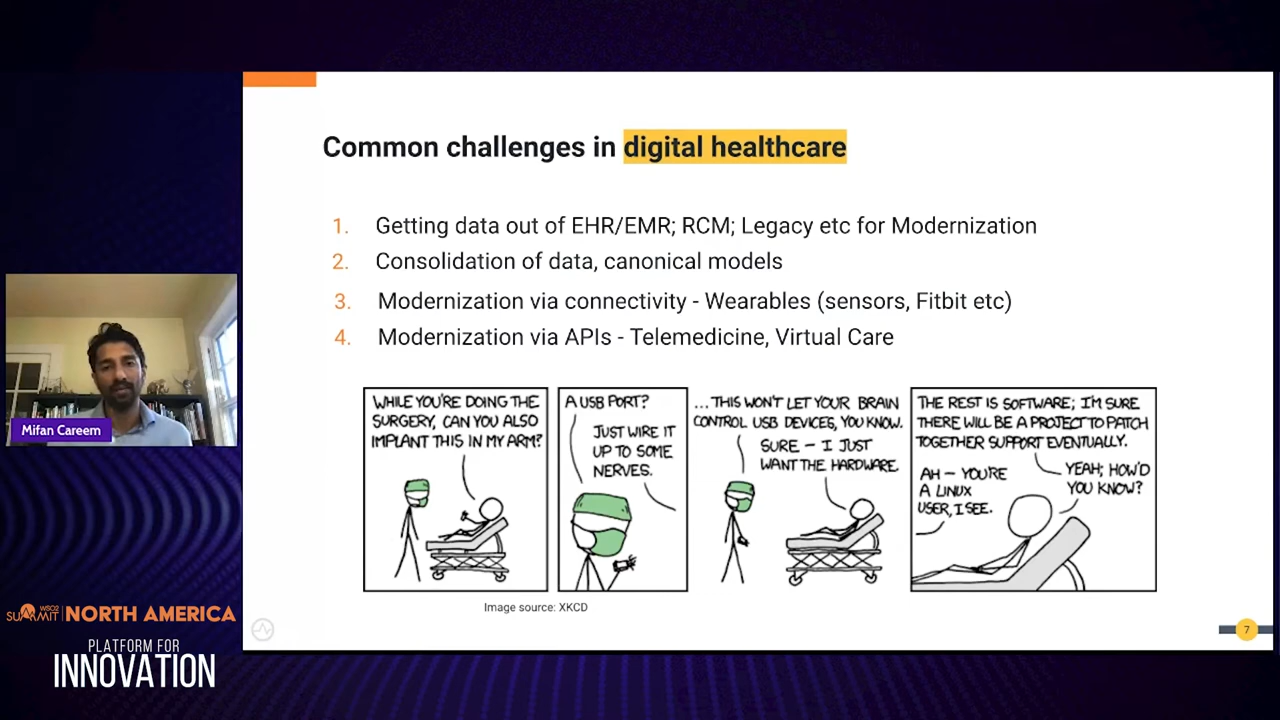 Common challenges in digital healthcare
1. Getting data out of EHR/EMR; RCM; Legacy etc for Modernization
2. Consolidation of data, canonical models
3. Modernization via connectivity - Wearables (sensors, Fitbit etc)
4. Modernization via APIs - Telemedicine, Virtual Care
WHILE YOU'RE DOING THE
SURGERY, CAN YOU ALSO
IMPLANT THIS IN MY ARM?
A USB PORT?
JUST WIRE IT
UP TO SOME
NERVES.
...THIS WON'T LET YOUR BRAIN
CONTROL USB DEVICES, YOU KNOW.
SURE - I JUST
WANT THE HARDWARE.
THE REST IS SOFTWARE; I'M SURE
THERE WILL BE A PROJECT TO PATCH
TOGETHER SUPPORT EVENTUALLY.
AH - YOU'RE
A LINUX
USER, I SEE.
YEAH; HOW'D
YOU KNOW?
Image source: XKCD
7
Mifan Careem
WSO2
SUMMIT NORTH AMERICA
PLATFORM FOR
INNOVATION